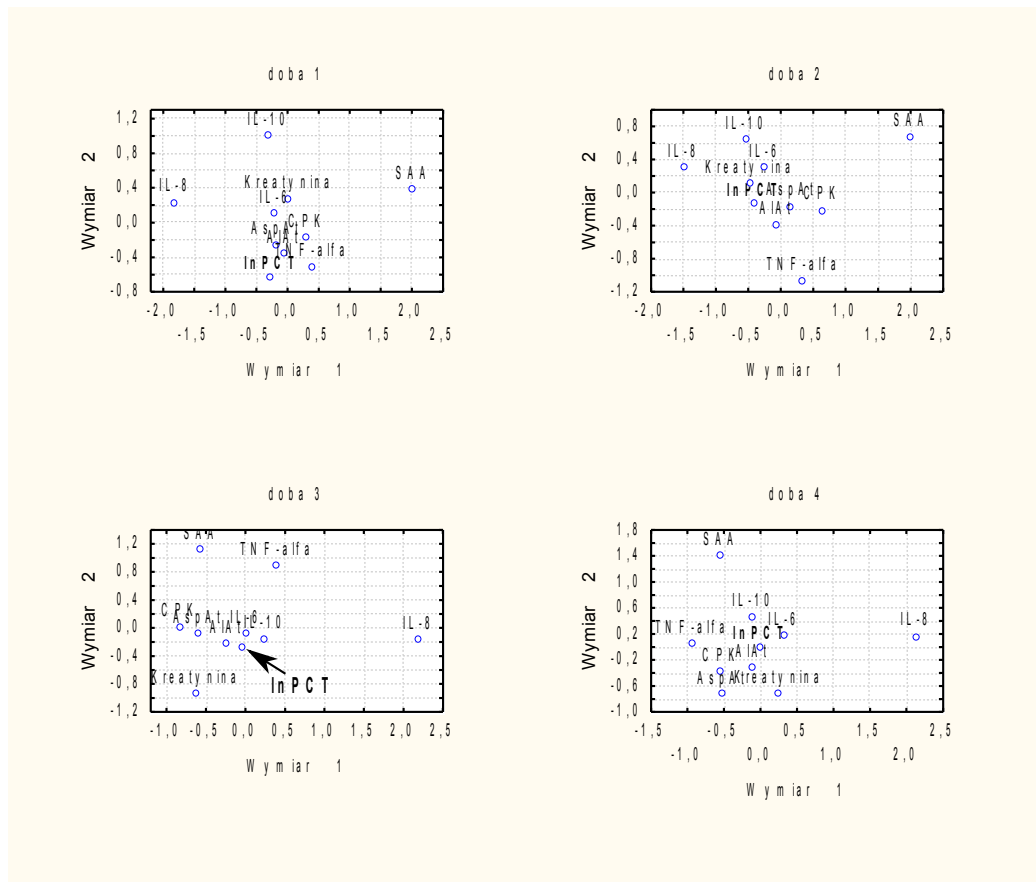 doba 1
1,2
IL-10
0,8
SAA
Kreatynina
0,4
IL-8
IL-6
0,0
CPK
AspAt
AlAt
TNF-alfa
-0,4
lnPCT
-0,8
Wymiar 2
-2,0 -1,0 0,0 1,0 2,0
-1,5 -0,5 0,5 1,5 2,5
Wymiar 1
doba 2
0,8
IL-10
SAA
0,4
IL-8
IL-6
Kreatynina
0,0
lnPCT
AspAt
CPK
AlAt
-0,4
-0,8
TNF-alfa
-1,2
Wymiar 2
-2,0 -1,0 0,0 1,0 2,0
-1,5 -0,5 0,5 1,5 2,5
Wymiar 1
doba 3
1,2
SAA
TNF-alfa
0,8
0,4
CPK
AspAt
IL-6
0,0
AlAt
IL-10
IL-8
-0,4
Kreatynina
lnPCT
-0,8
-1,2
Wymiar 2
-1,0 -0,5 0,0 0,5 1,0 1,5 2,0 2,5
Wymiar 1
doba 4
1,8
SAA
1,4
1,0
IL-10
0,6
IL-6
IL-8
TNF-alfa
lnPCT
0,2
CPK
AlAt
-0,2
AspAt
Kreatynina
-0,6
-1,0
Wymiar 2
-1,5 -0,5 0,5 1,5 2,5
-1,0 0,0 1,0 2,0
Wymiar 1